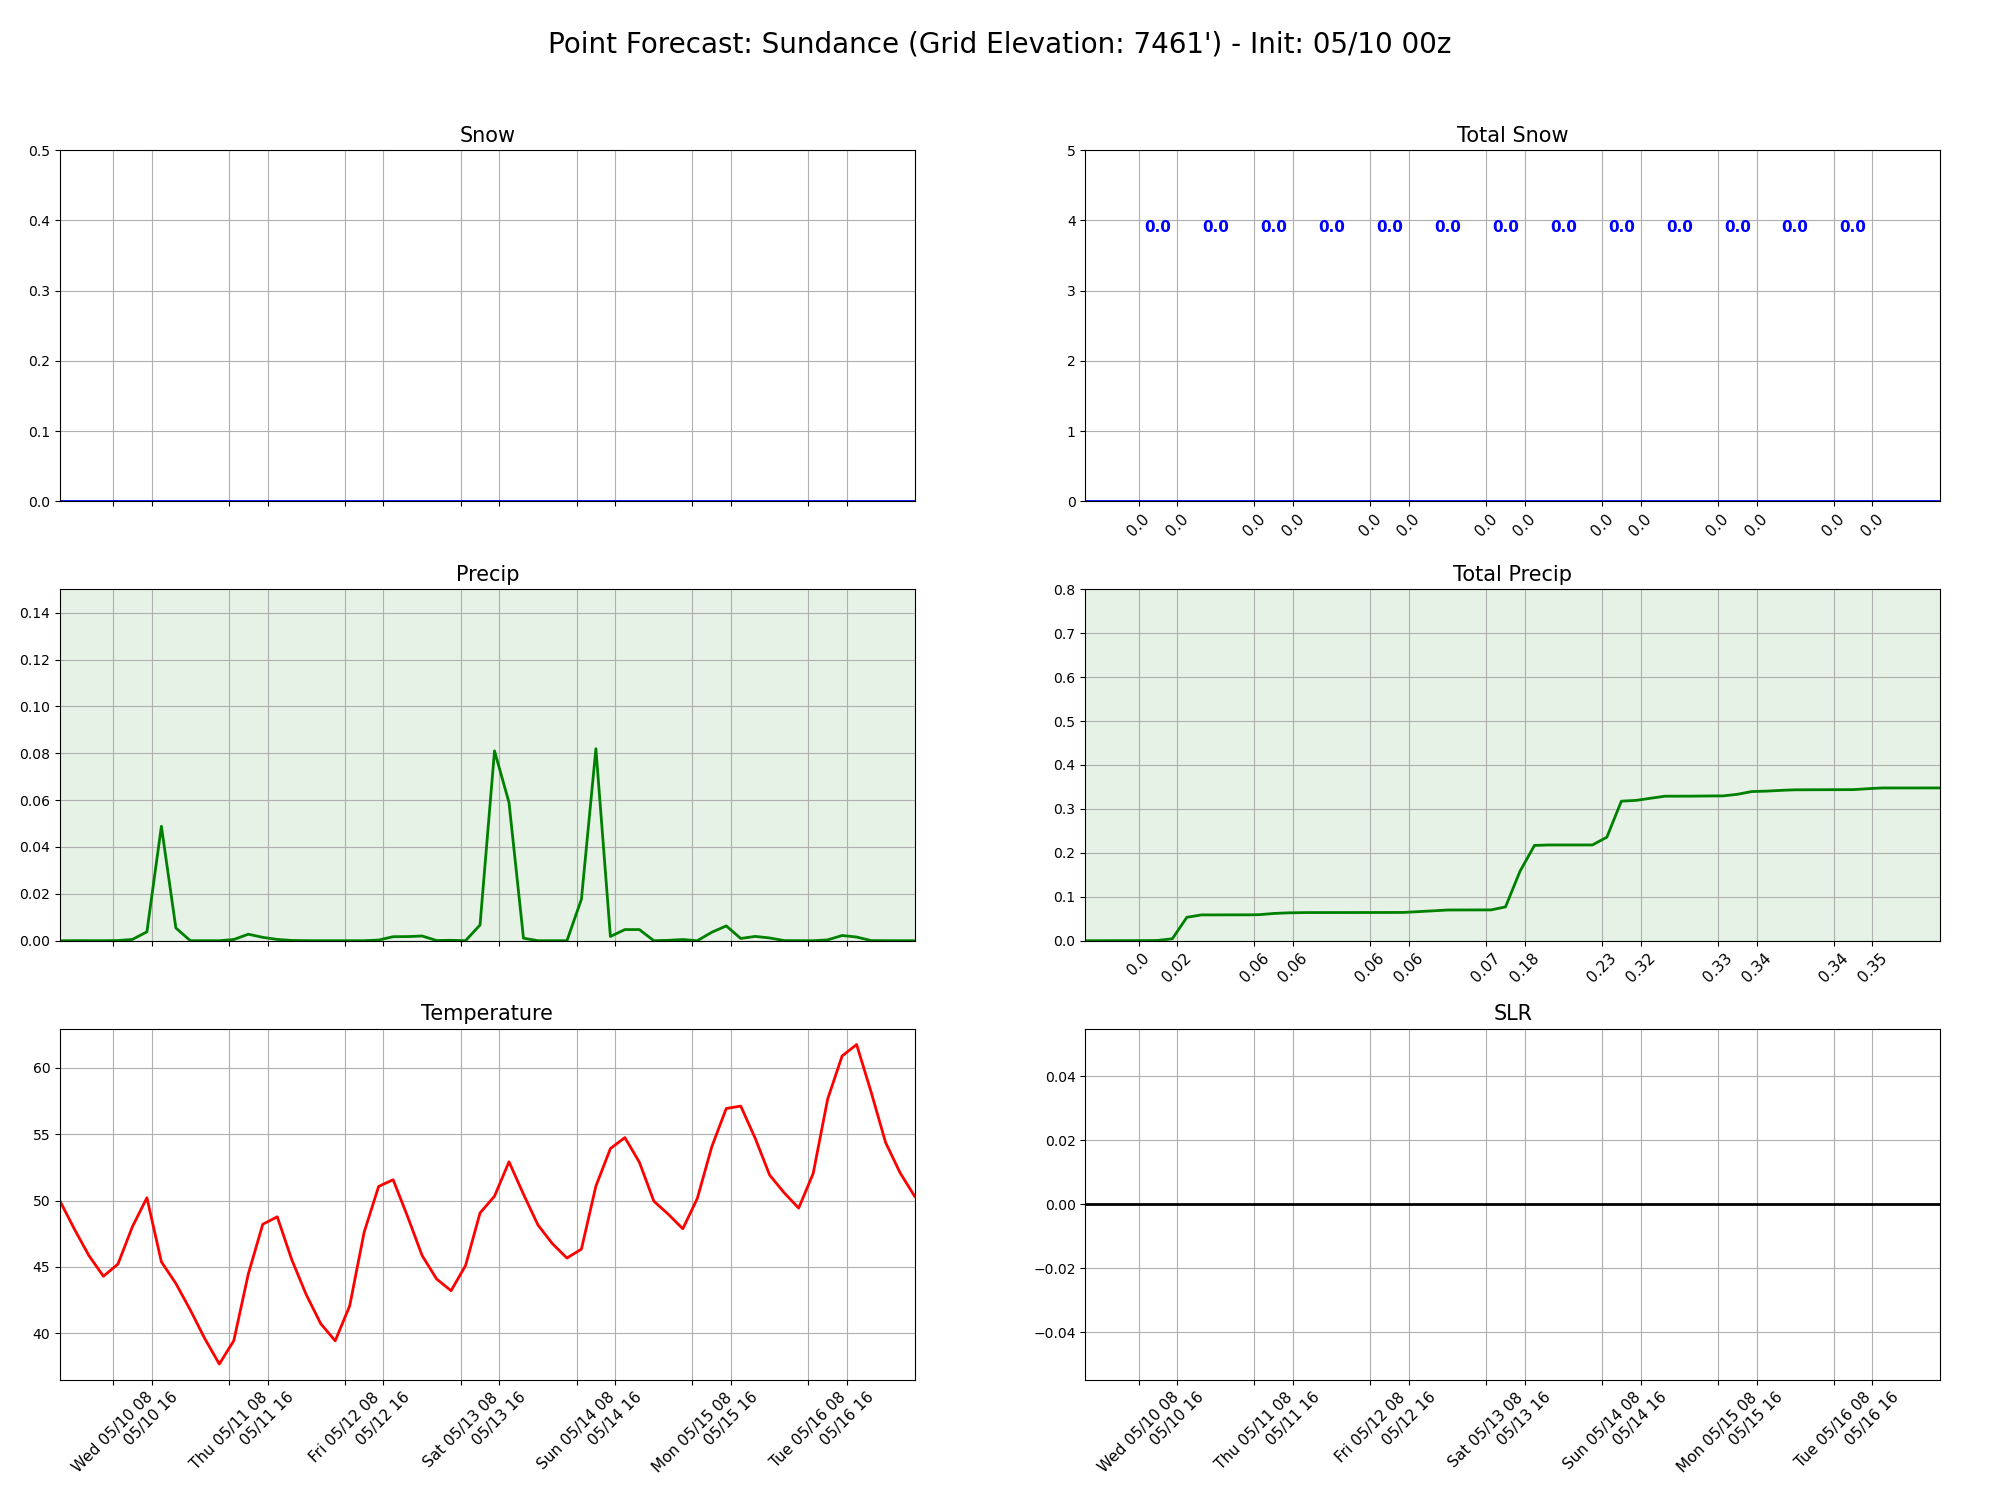 Point Forecast: Sundance (Grid Elevation: 7461') - Init: 05/10 00z
Snow
0.5
0.4
0.3
0.2
0.1
0.0
Total Snow
5
4
3
2
1
0
0.0 0.0 0.0 0.0 0.0 0.0 0.0 0.0 0.0 0.0 0.0 0.0 0.0
0.0 0.0 0.0 0.0 0.0 0.0 0.0 0.0 0.0 0.0 0.0 0.0 0.0 0.0
Precip
0.14
0.12
0.10
0.08
0.06
0.04
0.02
0.00
Total Precip
0.8
0.7
0.6
0.5
0.4
0.3
0.2
0.1
0.0
0.0 0.02 0.06 0.06 0.06 0.06 0.07 0.18 0.23 0.32 0.33 0.34 0.34 0.35
Temperature
60
55
50
45
40
Wed 05/10 08
05/10 16
Thu 05/11 08
05/11 16
Fri 05/12 08
05/12 16
Sat 05/13 08
05/13 16
Sun 05/14 08
05/14 16
Mon 05/15 08
05/15 16
Tue 05/16 08
05/16 16
SLR
0.04
0.02
0.00
−0.02
−0.04
Wed 05/10 08
05/10 16
Thu 05/11 08
05/11 16
Fri 05/12 08
05/12 16
Sat 05/13 08
05/13 16
Sun 05/14 08
05/14 16
Mon 05/15 08
05/15 16
Tue 05/16 08
05/16 16